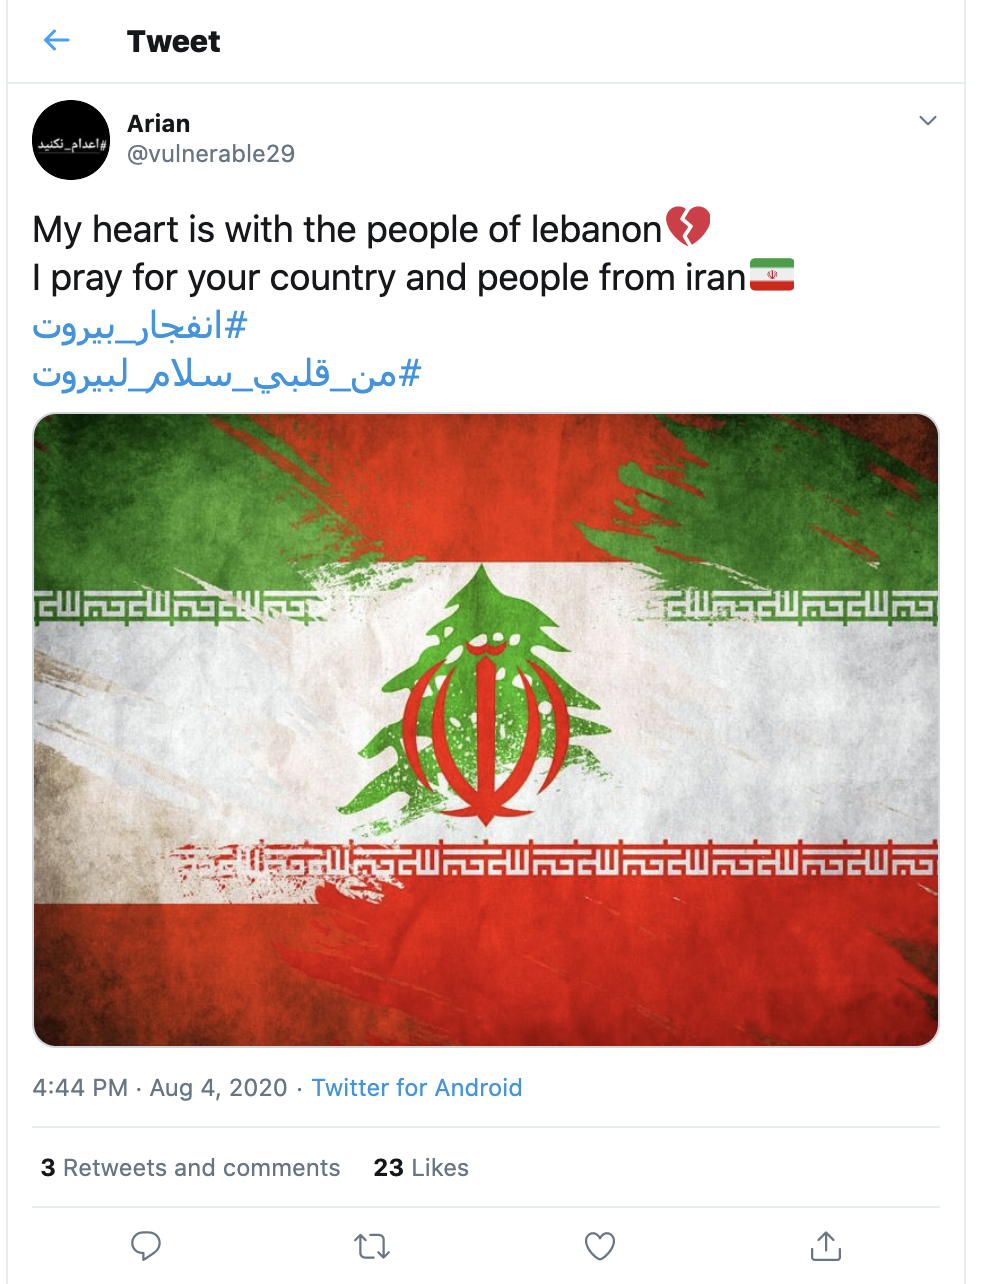 Tweet
#اعدام_نکنید
Arian
@vulnerable29
My heart is with the people of lebanon💔
I pray for your country and people from iran🇮🇷
#انفجار_بيروت
#من_قلبي_سلام_لبيروت
4:44 PM · Aug 4, 2020 · Twitter for Android
3 Retweets and comments 23 Likes